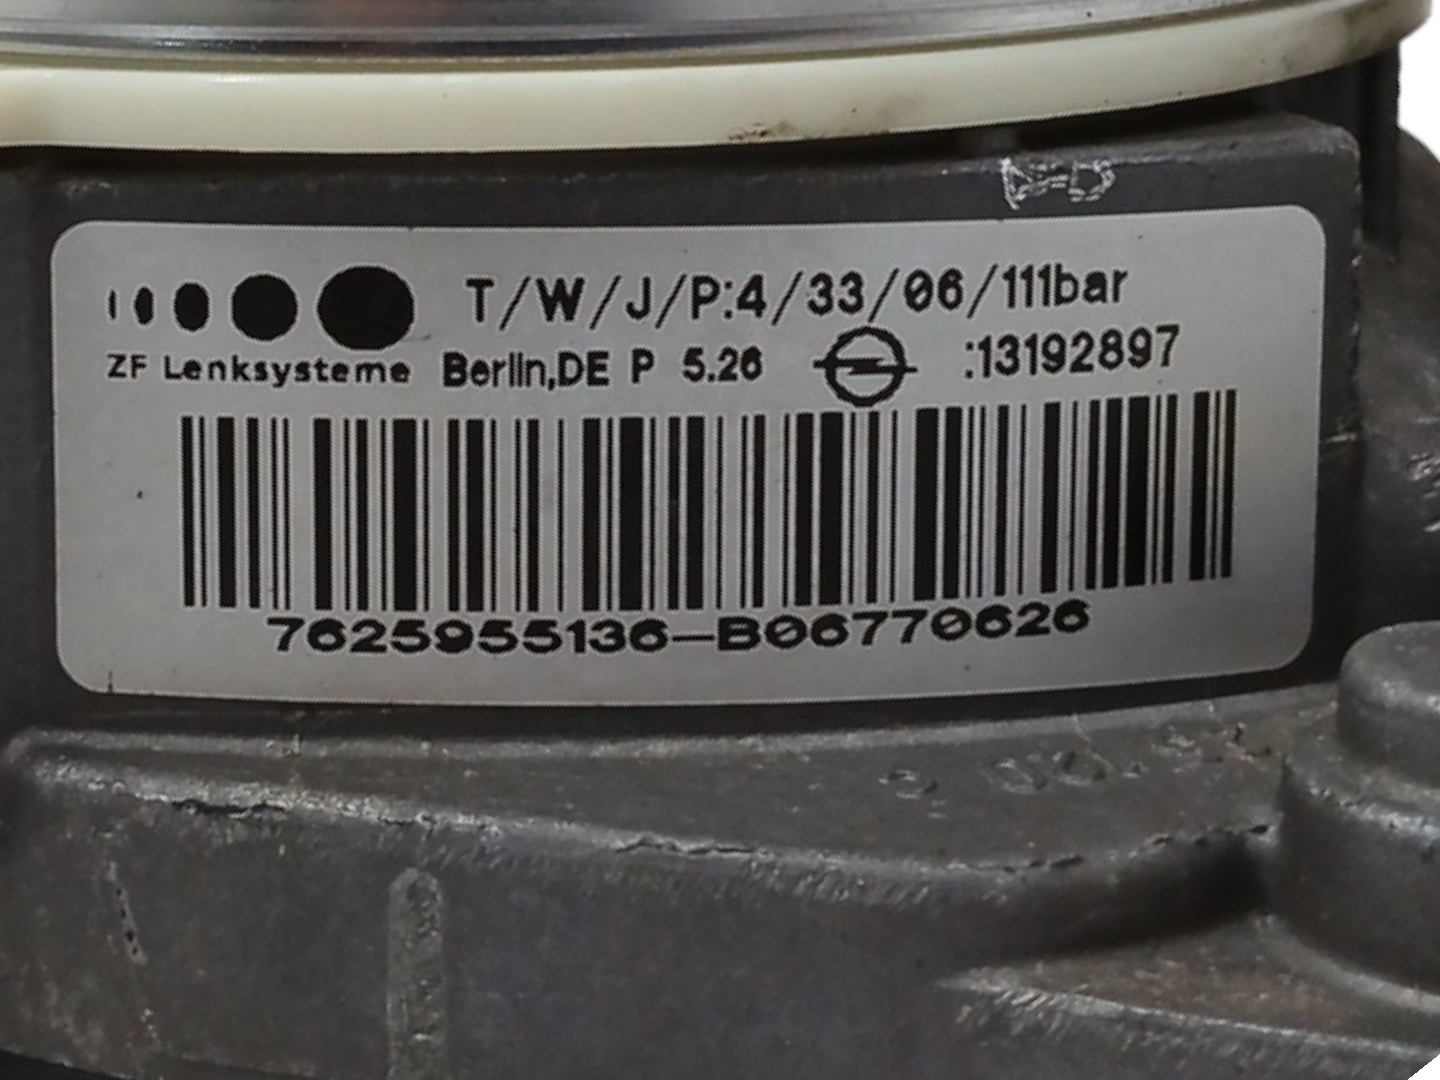 T/W/J/P:4/33/06/111bar
ZF Lenksysteme Berlin,DE P 5.26 :13192897
7625955136-B06770626